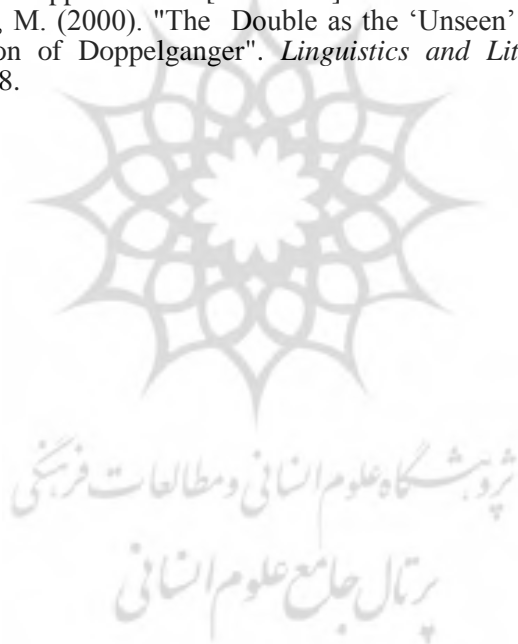 , M. (2000). "The Double as the ‘Unseen’
on of Doppelganger". Linguistics and Lit
8.
پژوهشگاه علوم انسانی و مطالعات فرهنگی
پرتال جامع علوم انسانی